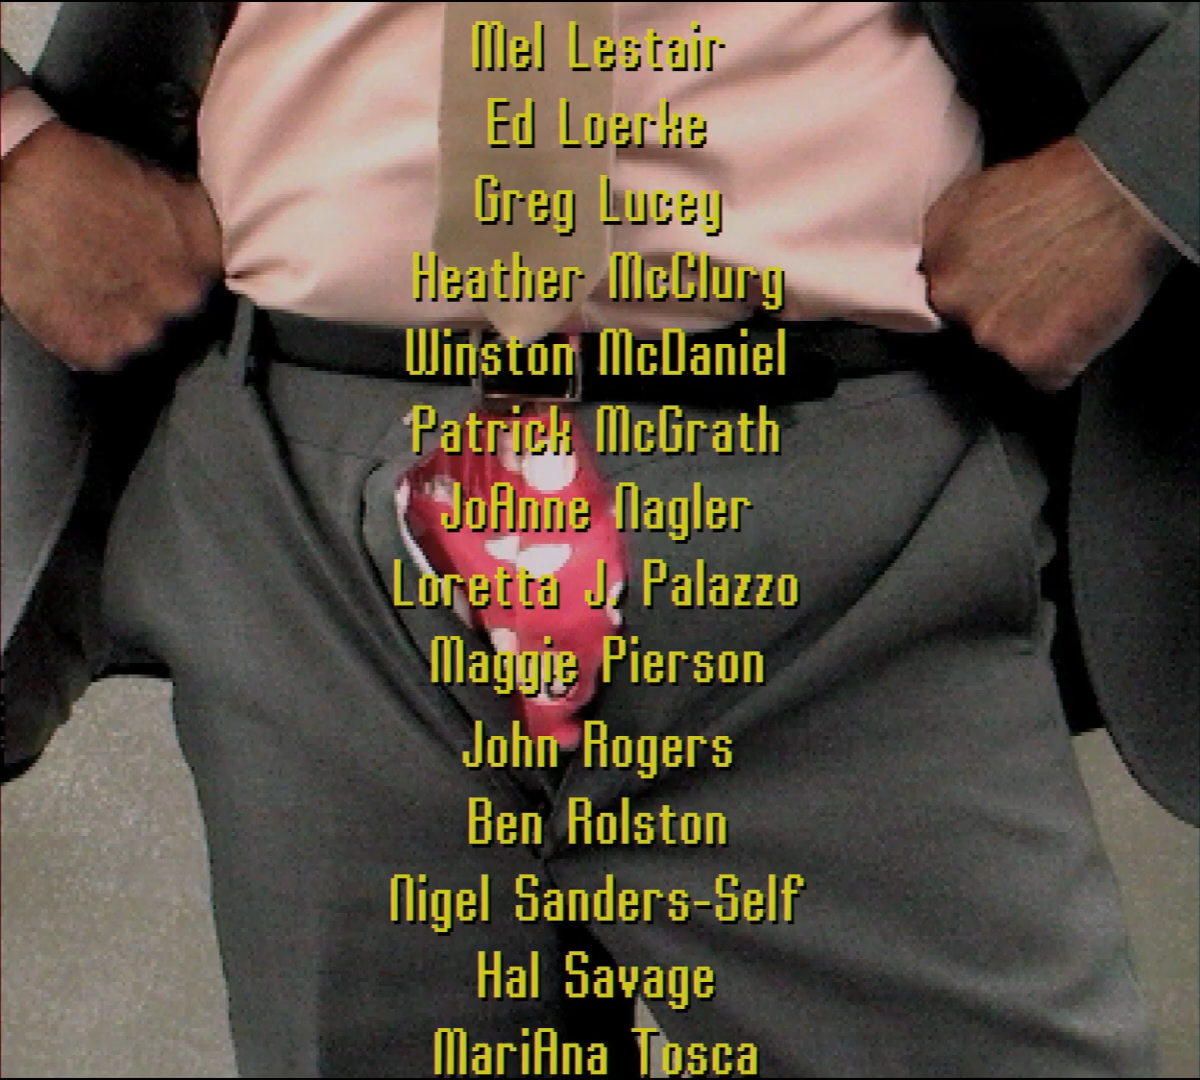 Mel Lestair
Ed Loerke
Greg Lucey
Heather McClurg
Winston McDaniel
Patrick McGrath
JoAnne Nagler
Loretta J. Palazzo
Maggie Pierson
John Rogers
Ben Rolston
Nigel Sanders-Self
Hal Savage
MariAna Tosca